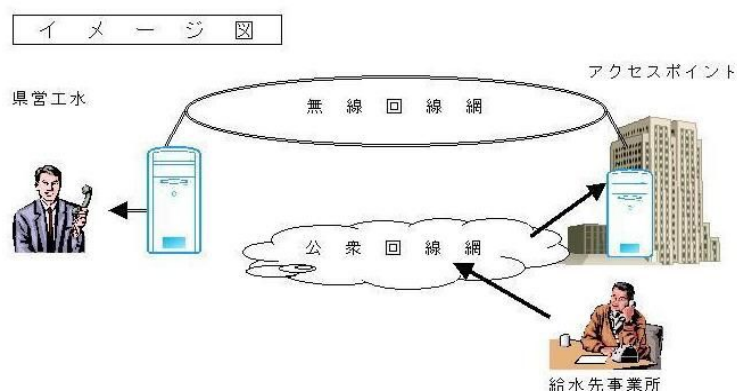 イメージ図
アクセスポイント
県営工水
無線回線網
公衆回線網
給水先事業所